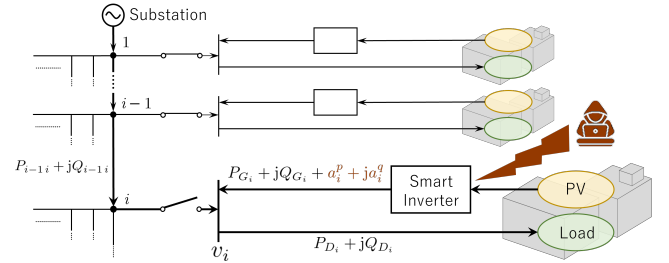 Substation
1
i−1
P_{i−1 i} + jQ_{i−1 i}
P_{G_i} + jQ_{G_i} + a_i^p + ja_i^q
Smart
Inverter
PV
i
Load
v_i
P_{D_i} + jQ_{D_i}